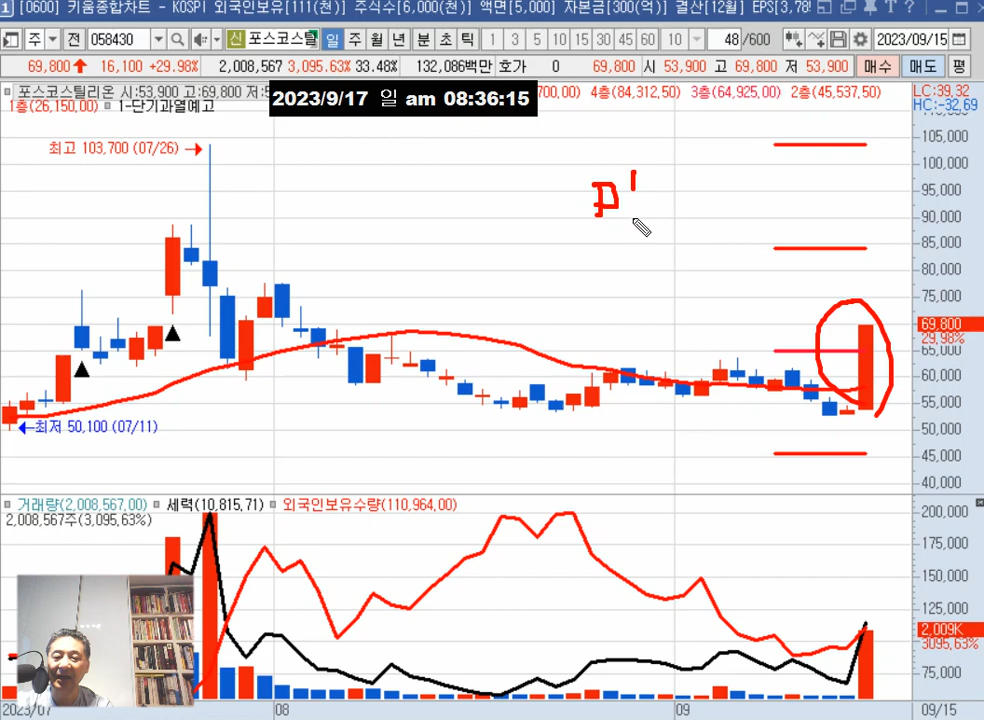 [0600] 키움종합차트 - KOSPI 외국인보유[111(천)] 주식수[6,000(천)] 액면[5,000] 자본금[300(억)] 결산[12월] EPS[3,78
주 전 058430 신 포스코스틸 일 주 월 년 분 초 틱 1 3 5 10 15 30 45 60 10 48 /600 2023/09/15
69,800 16,100 +29.98% 2,008,567 3,095.63% 33.48% 132,086백만 호가 0 69,800 시 53,900 고 69,800 저 53,900 매수 매도 평
포스코스틸리온 시:53,900 고:69,800 저:5
2023/9/17 일 am 08:36:15
700,00) 4층(84,312,50) 3층(64,925,00) 2층(45,537,50)
LC:39,32
1층(26,150,00) 1-단기과열예고
HC:-32,69
최고 103,700 (07/26)
105,000
100,000
95,000
90,000
85,000
80,000
75,000
69,800
29.98%
65,000
60,000
55,000
50,000
45,000
40,000
최저 50,100 (07/11)
거래량(2,008,567,00) 세력(10,815,71) 외국인보유수량(110,964,00)
2,008,567주(3,095,63%)
200,000
175,000
150,000
125,000
2,009K
3095,63%
75,000
2023/07 08 09 09/15